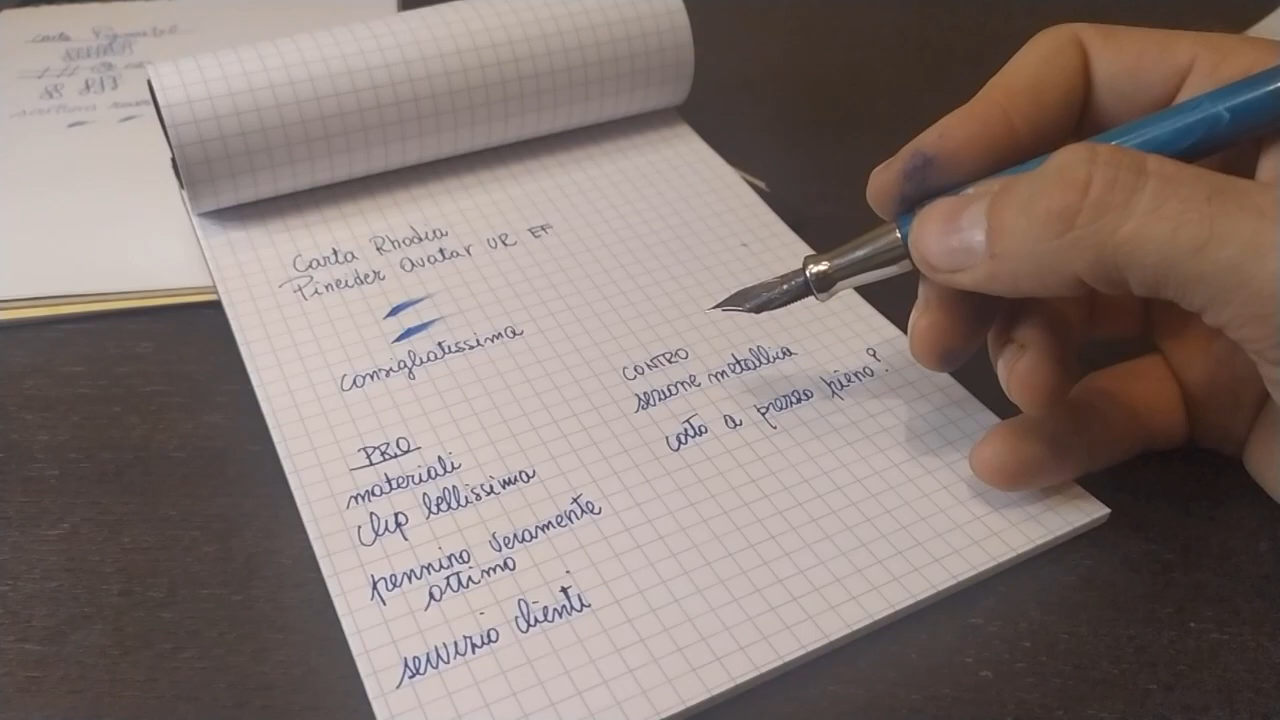 Carta Rhodia
Pineider Avatar UR EF
consigliatissima
PRO
materiali
clip bellissima
pennino veramente
ottimo
servizio clienti
CONTRO
sezione metallica
costo a prezzo pieno?